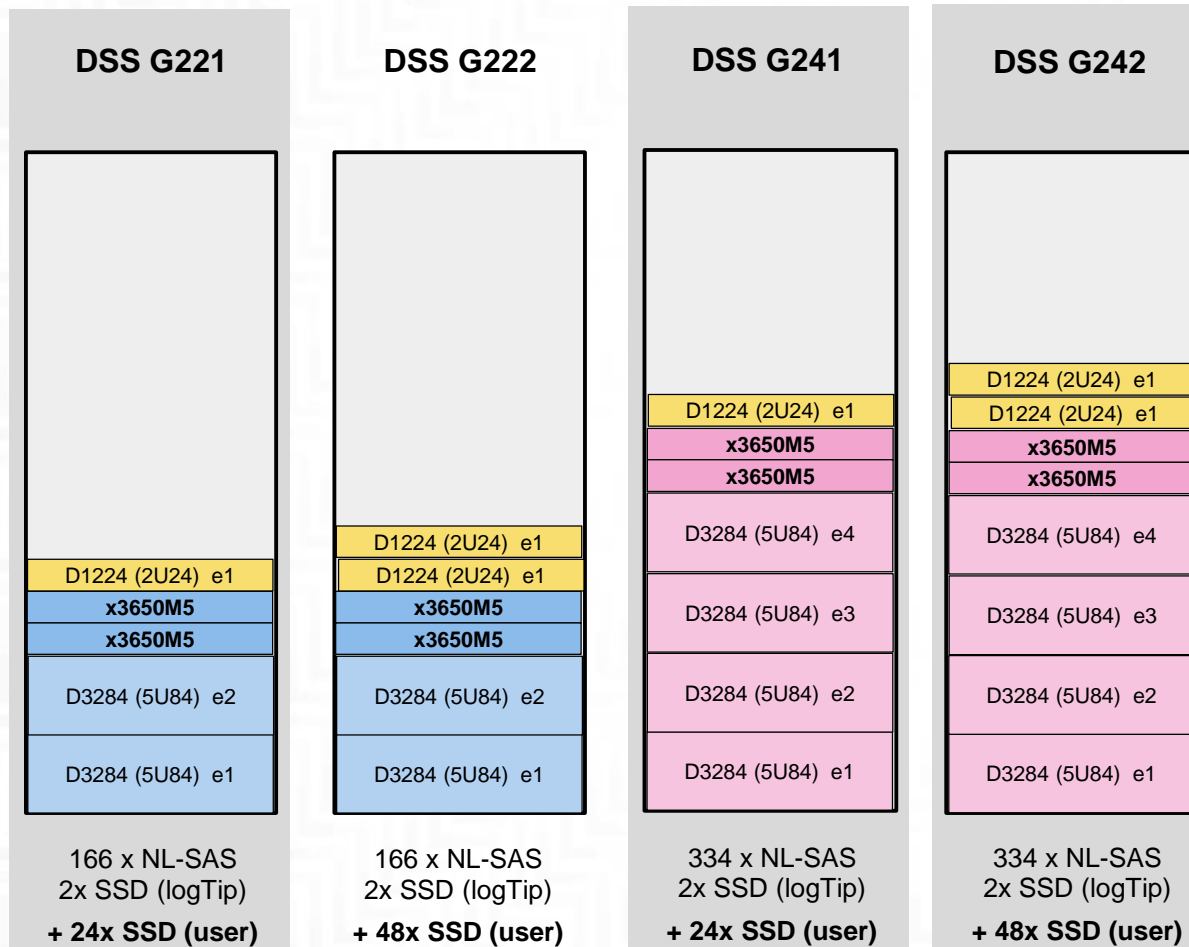 DSS G221
D1224 (2U24) e1
x3650M5
x3650M5
D3284 (5U84) e2
D3284 (5U84) e1
166 x NL-SAS
2x SSD (logTip)
+ 24x SSD (user)
DSS G222
D1224 (2U24) e1
D1224 (2U24) e1
x3650M5
x3650M5
D3284 (5U84) e2
D3284 (5U84) e1
166 x NL-SAS
2x SSD (logTip)
+ 48x SSD (user)
DSS G241
D1224 (2U24) e1
x3650M5
x3650M5
D3284 (5U84) e4
D3284 (5U84) e3
D3284 (5U84) e2
D3284 (5U84) e1
334 x NL-SAS
2x SSD (logTip)
+ 24x SSD (user)
DSS G242
D1224 (2U24) e1
D1224 (2U24) e1
x3650M5
x3650M5
D3284 (5U84) e4
D3284 (5U84) e3
D3284 (5U84) e2
D3284 (5U84) e1
334 x NL-SAS
2x SSD (logTip)
+ 48x SSD (user)